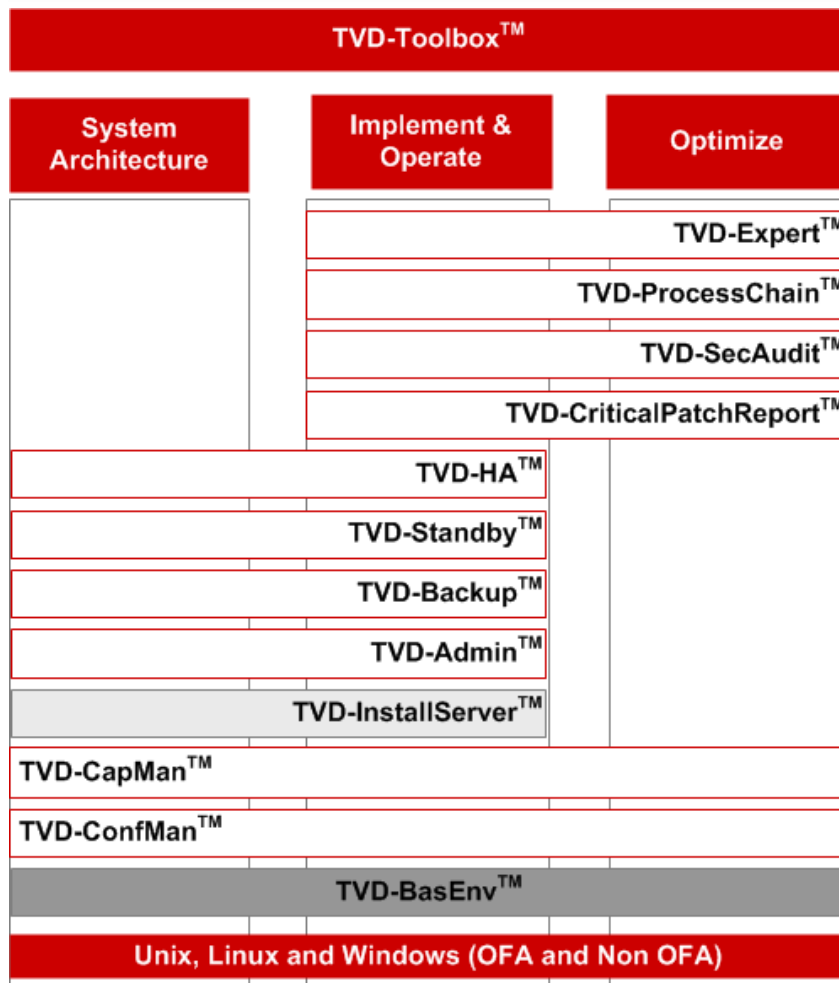 TVD-Toolbox™
System
Architecture
Implement &
Operate
Optimize
TVD-Expert™
TVD-ProcessChain™
TVD-SecAudit™
TVD-CriticalPatchReport™
TVD-HA™
TVD-Standby™
TVD-Backup™
TVD-Admin™
TVD-InstallServer™
TVD-CapMan™
TVD-ConfMan™
TVD-BasEnv™
Unix, Linux and Windows (OFA and Non OFA)